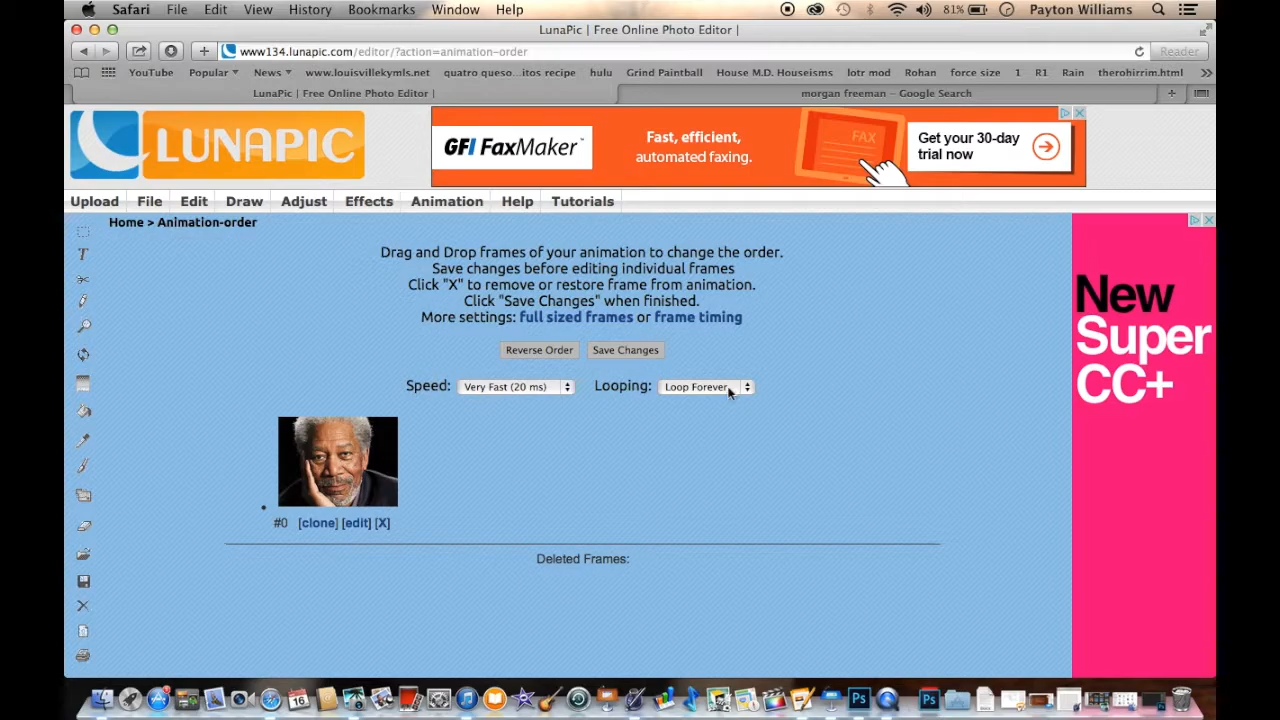 Safari File Edit View History Bookmarks Window Help 81% Payton Williams
LunaPic | Free Online Photo Editor |
www134.lunapic.com/editor/?action=animation-order Reader
YouTube Popular News www.louisvillekymls.net quatro queso...itos recipe hulu Grind Paintball House M.D. Houseisms lotr mod Rohan force size 1 R1 Rain therohirrim.html
LunaPic | Free Online Photo Editor | morgan freeman – Google Search
LUNAPIC
GFI FaxMaker™
Fast, efficient,
automated faxing.
FAX
Get your 30-day
trial now
Upload File Edit Draw Adjust Effects Animation Help Tutorials
Home > Animation-order
Drag and Drop frames of your animation to change the order.
Save changes before editing individual frames
Click "X" to remove or restore frame from animation.
Click "Save Changes" when finished.
More settings: full sized frames or frame timing
Reverse Order Save Changes
Speed: Very Fast (20 ms) Looping: Loop Forever
#0 [clone] [edit] [X]
Deleted Frames:
New
Super
CC+
16
Ps Ps